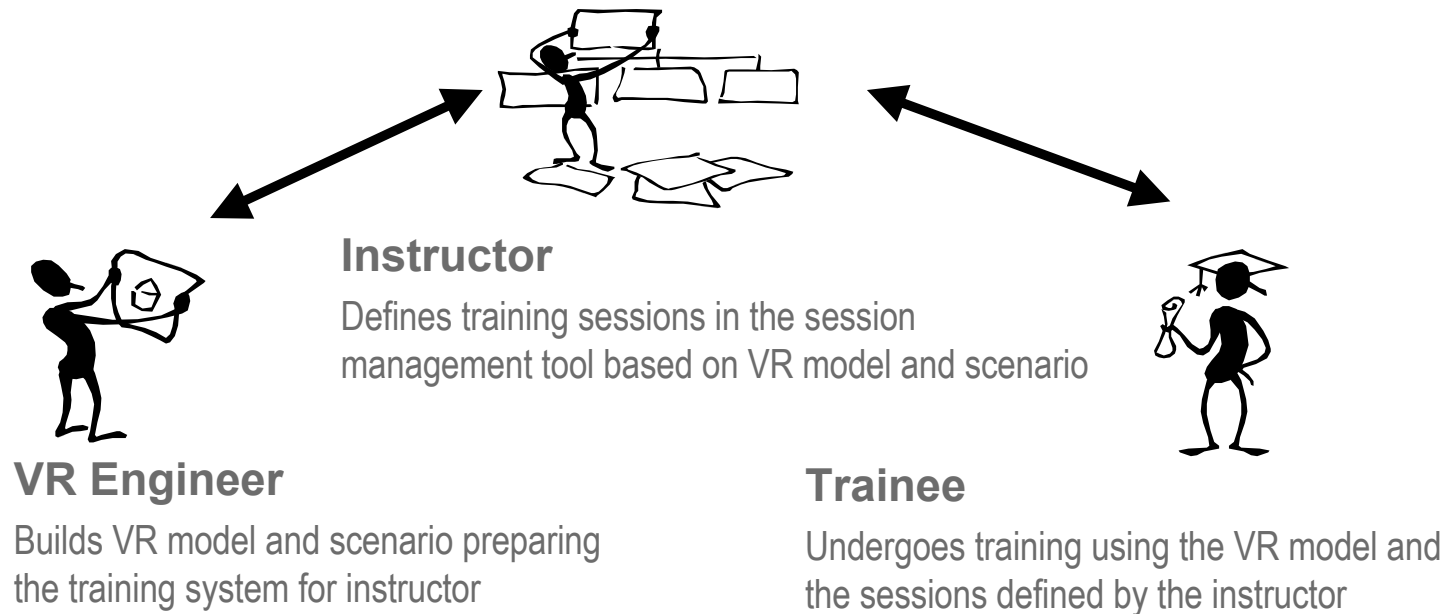 Instructor
Defines training sessions in the session
management tool based on VR model and scenario
VR Engineer
Builds VR model and scenario preparing
the training system for instructor
Trainee
Undergoes training using the VR model and
the sessions defined by the instructor